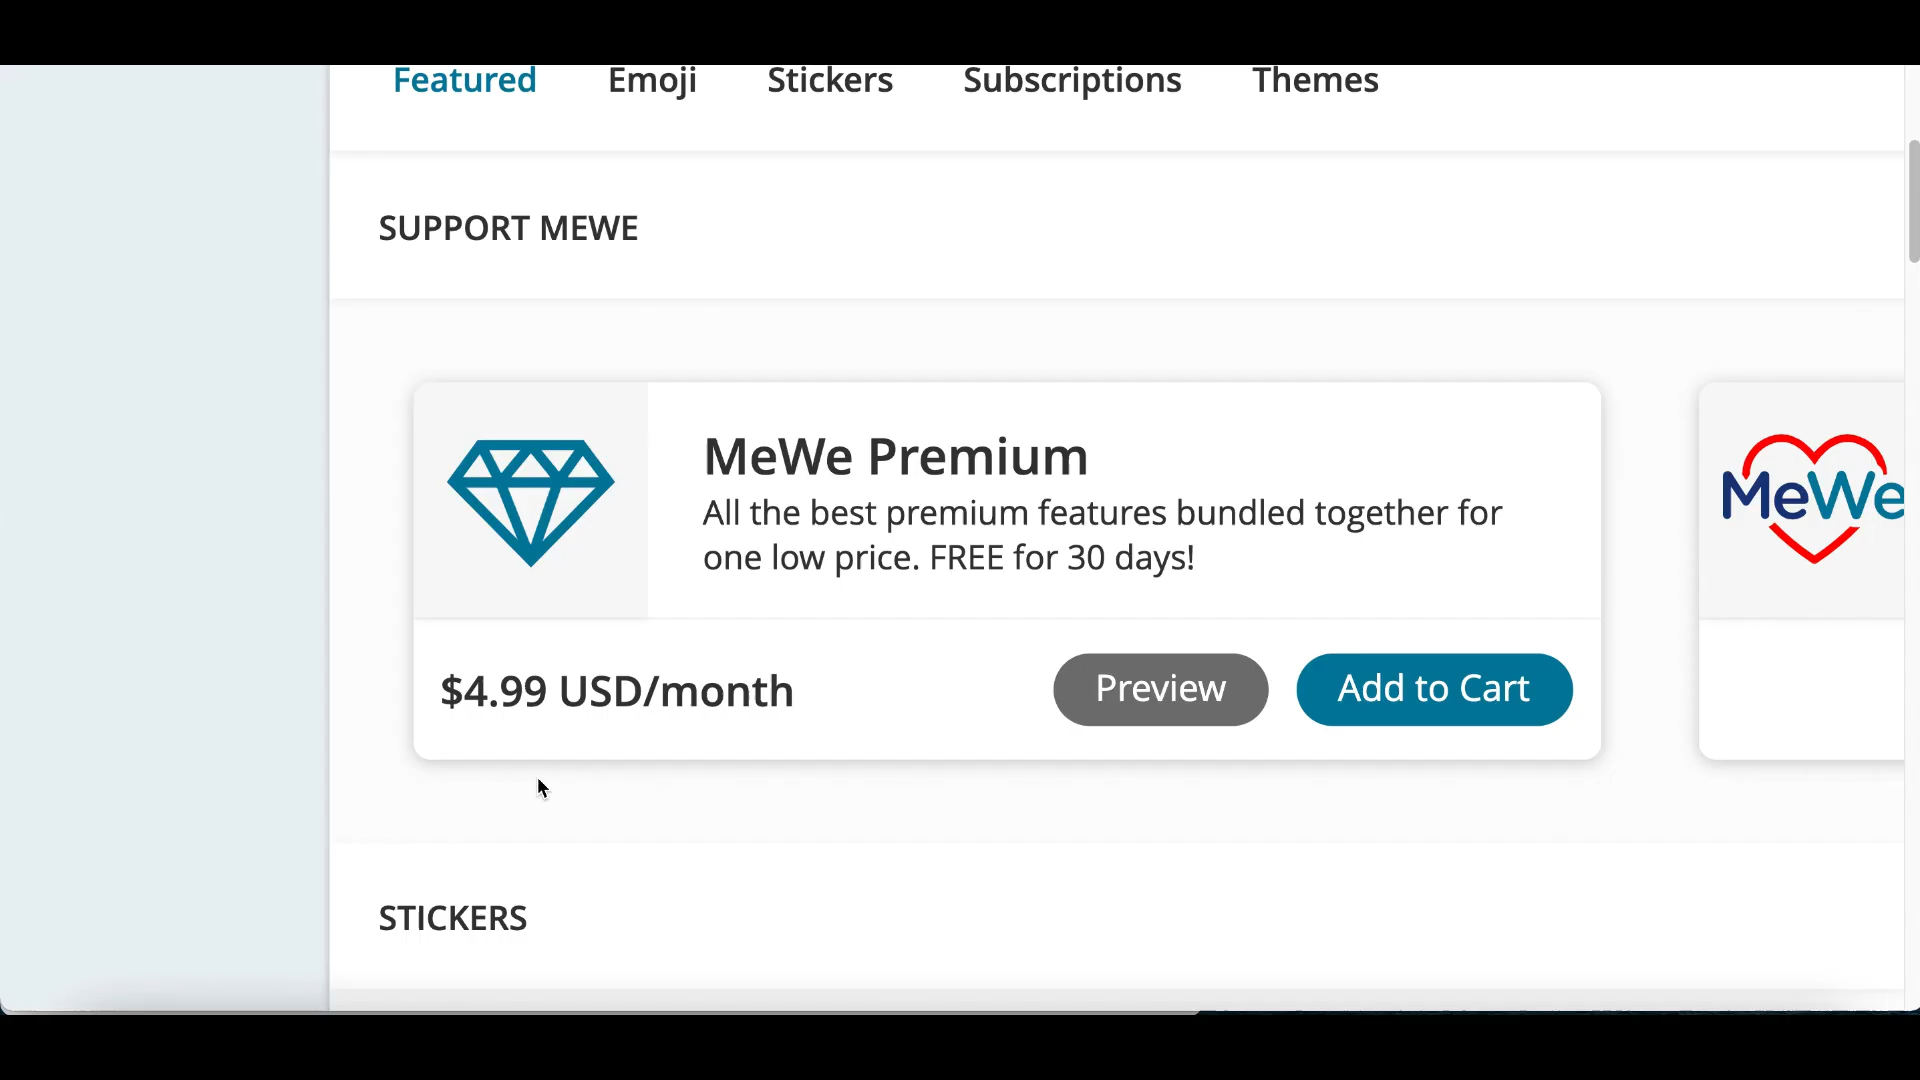 Featured Emoji Stickers Subscriptions Themes
SUPPORT MEWE
MeWe Premium
All the best premium features bundled together for
one low price. FREE for 30 days!
MeWe
$4.99 USD/month
Preview
Add to Cart
STICKERS